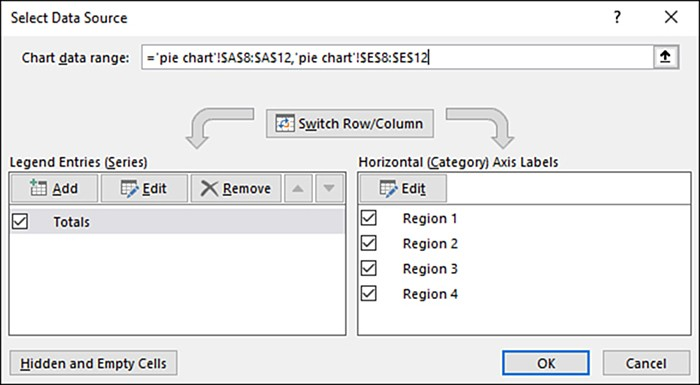 Select Data Source
? ×
Chart data range: ='pie chart'!$A$8:$A$12,'pie chart'!$E$8:$E$12
Switch Row/Column
Legend Entries (Series)
Add Edit Remove
Totals
Horizontal (Category) Axis Labels
Edit
Region 1
Region 2
Region 3
Region 4
Hidden and Empty Cells
OK
Cancel